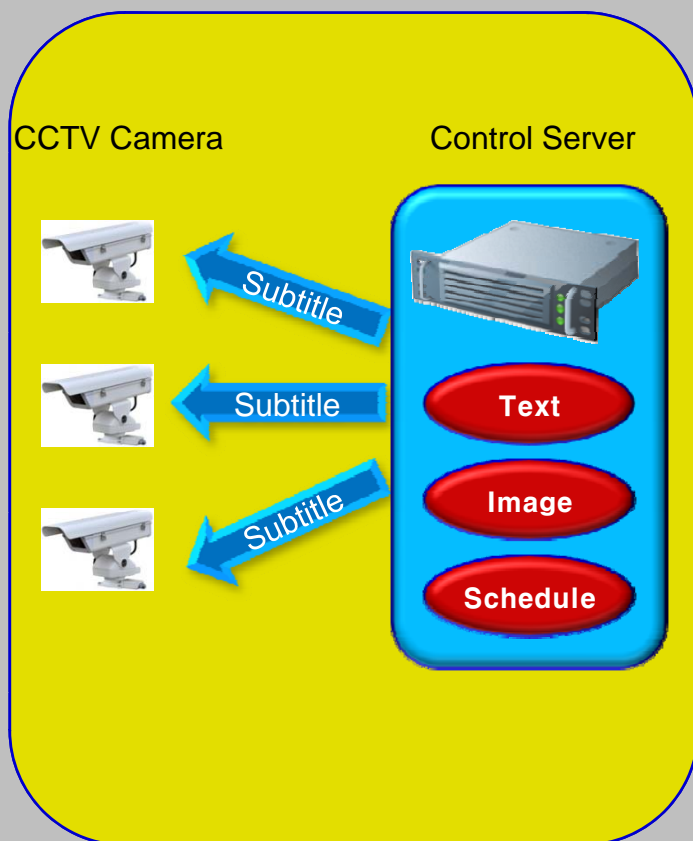 CCTV Camera
Control Server
Subtitle
Subtitle
Subtitle
Text
Image
Schedule